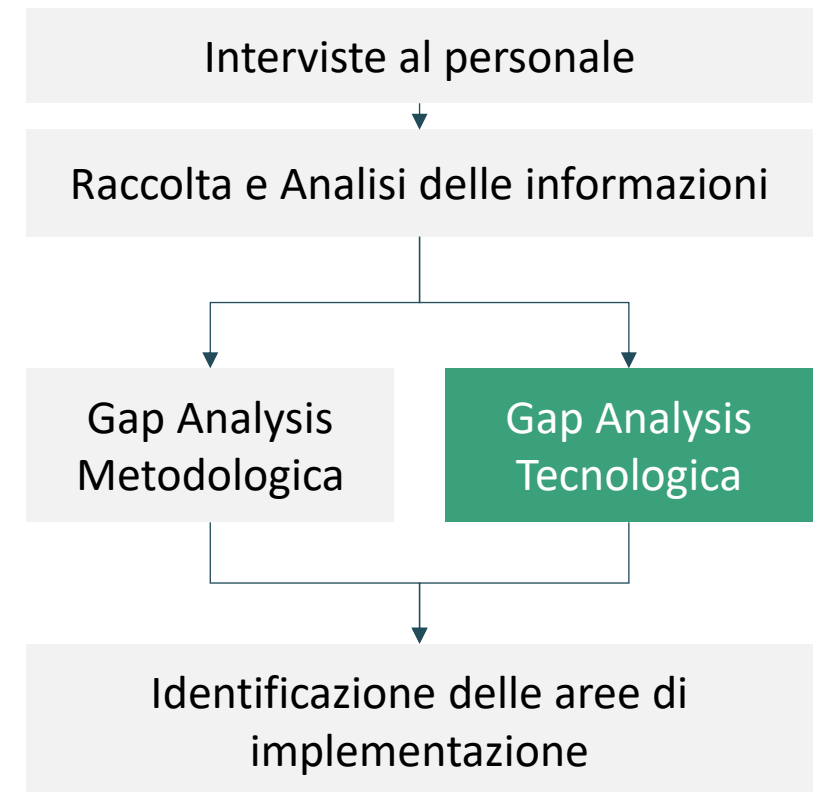 Interviste al personale
Raccolta e Analisi delle informazioni
Gap Analysis
Metodologica
Gap Analysis
Tecnologica
Identificazione delle aree di
implementazione